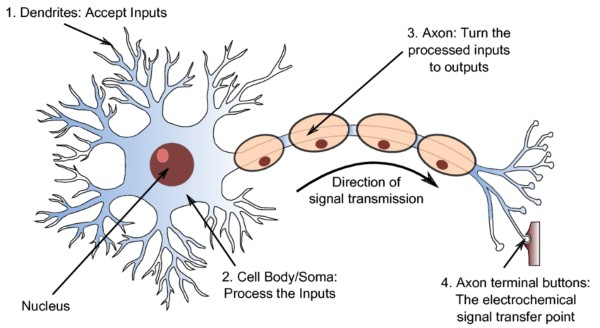 1. Dendrites: Accept Inputs
3. Axon: Turn the
processed inputs
to outputs
Direction of
signal transmission
2. Cell Body/Soma:
Process the Inputs
Nucleus
4. Axon terminal buttons:
The electrochemical
signal transfer point